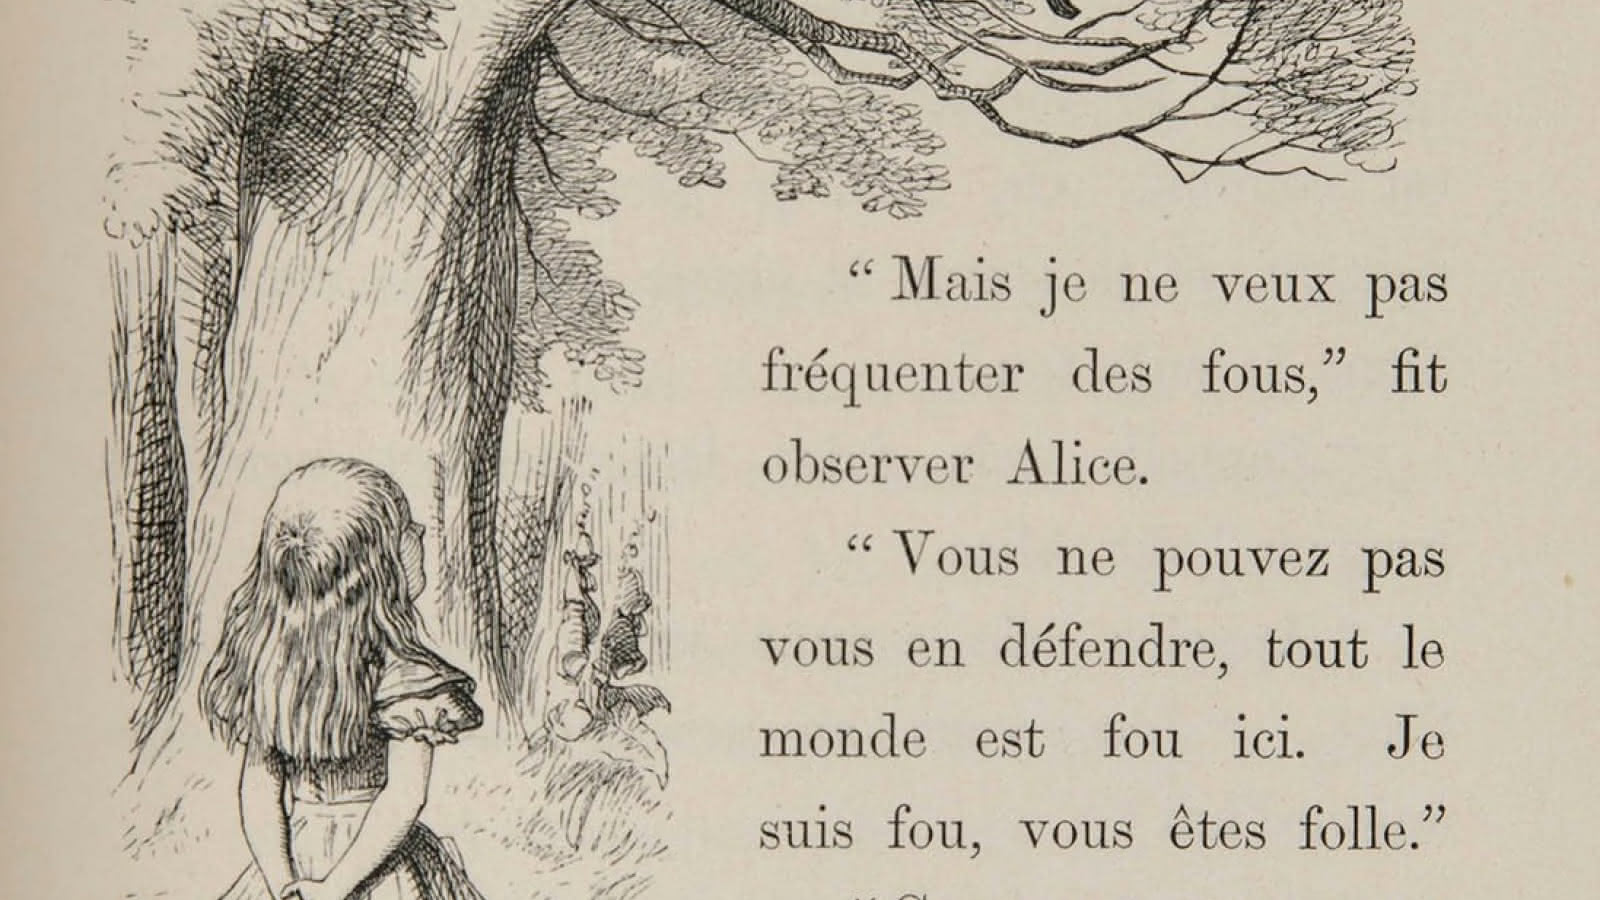 “ Mais je ne veux pas
fréquenter des fous,” fit
observer Alice.
“ Vous ne pouvez pas
vous en défendre, tout le
monde est fou ici. Je
suis fou, vous êtes folle.”